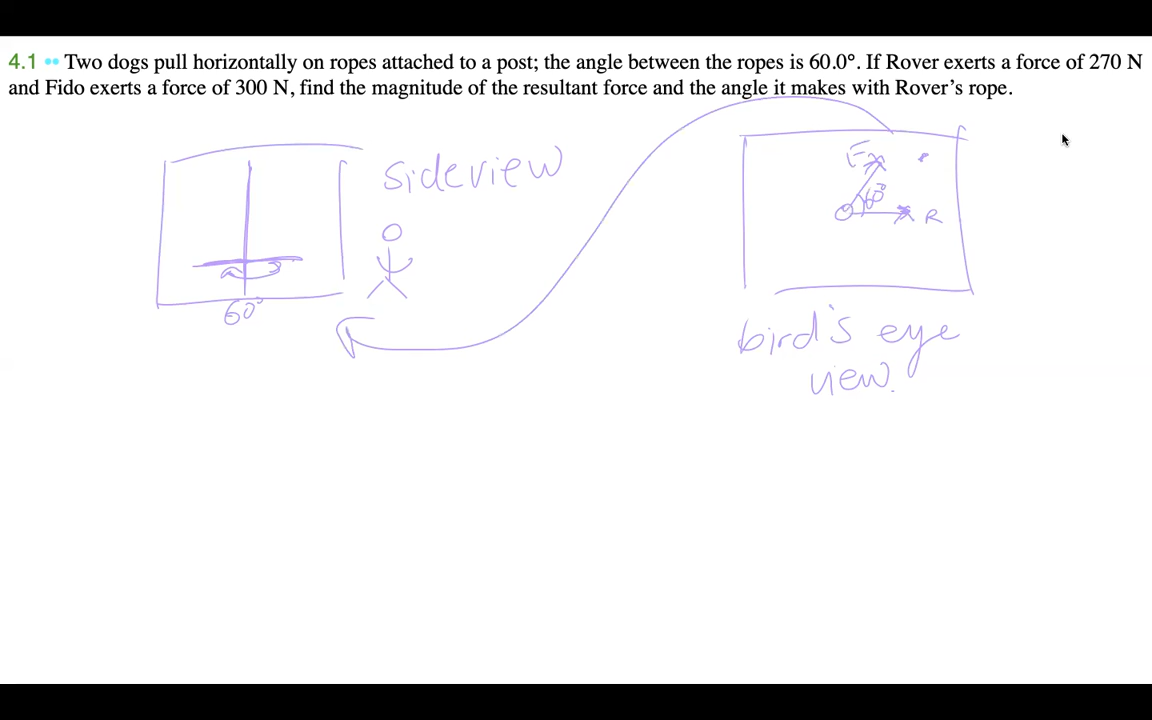 4.1 •• Two dogs pull horizontally on ropes attached to a post; the angle between the ropes is 60.0°. If Rover exerts a force of 270 N
and Fido exerts a force of 300 N, find the magnitude of the resultant force and the angle it makes with Rover’s rope.
sideview
60°
F
60°
R
bird's eye
view.